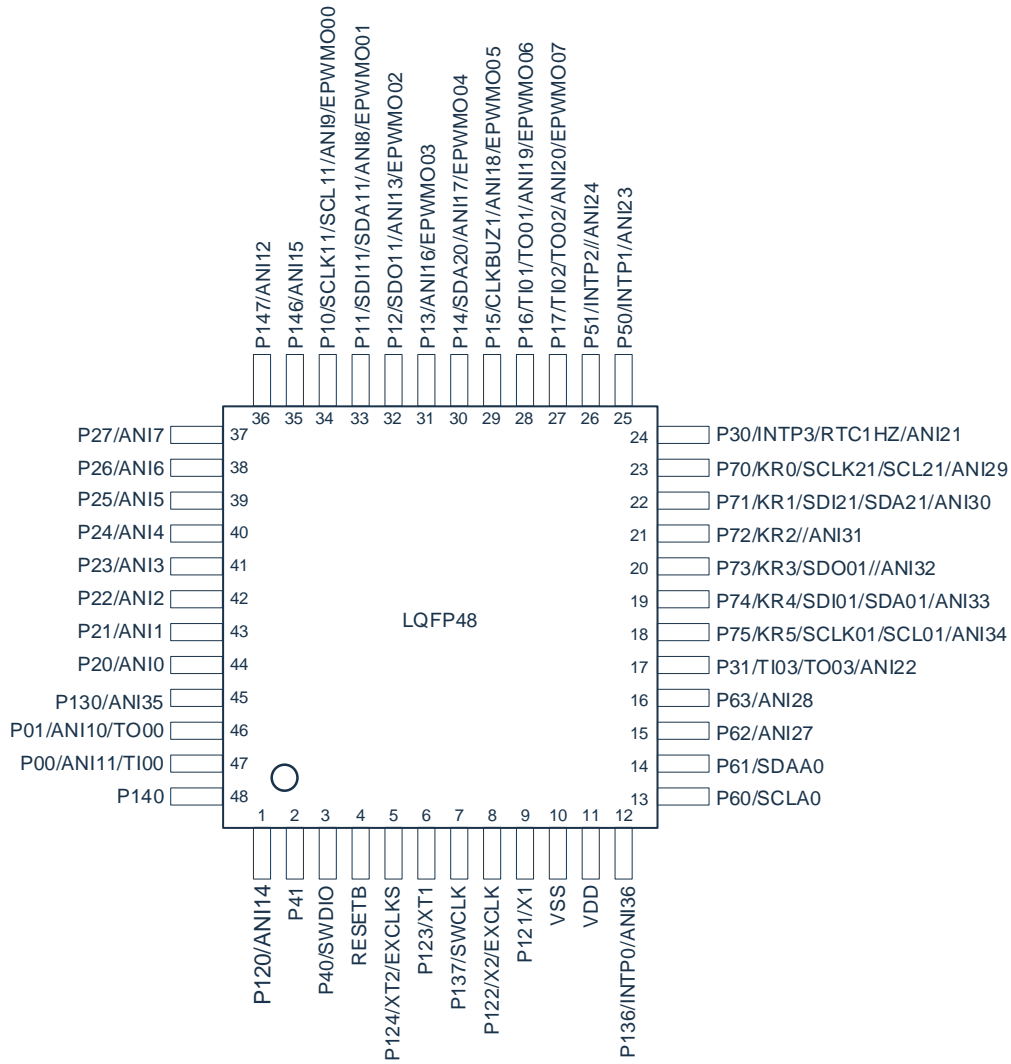 P147/ANI12
P146/ANI15
P10/SCLK11/SCL11/ANI9/EPWMO00
P11/SDI11/SDA11/ANI8/EPWMO01
P12/SDO11/ANI13/EPWMO02
P13/ANI16/EPWMO03
P14/SDA20/ANI17/EPWMO04
P15/CLKBUZ1/ANI18/EPWMO05
P16/TI01/TO01/ANI19/EPWMO06
P17/TI02/TO02/ANI20/EPWMO07
P51/INTP2//ANI24
P50/INTP1/ANI23
36 35 34 33 32 31 30 29 28 27 26 25
P27/ANI7 37
P26/ANI6 38
P25/ANI5 39
P24/ANI4 40
P23/ANI3 41
P22/ANI2 42
P21/ANI1 43
P20/ANI0 44
P130/ANI35 45
P01/ANI10/TO00 46
P00/ANI11/TI00 47
P140 48
LQFP48
24 P30/INTP3/RTC1HZ/ANI21
23 P70/KR0/SCLK21/SCL21/ANI29
22 P71/KR1/SDI21/SDA21/ANI30
21 P72/KR2//ANI31
20 P73/KR3/SDO01//ANI32
19 P74/KR4/SDI01/SDA01/ANI33
18 P75/KR5/SCLK01/SCL01/ANI34
17 P31/TI03/TO03/ANI22
16 P63/ANI28
15 P62/ANI27
14 P61/SDAA0
13 P60/SCLA0
1 2 3 4 5 6 7 8 9 10 11 12
P120/ANI14
P41
P40/SWDIO
RESETB
P124/XT2/EXCLKS
P123/XT1
P137/SWCLK
P122/X2/EXCLK
P121/X1
VSS
VDD
P136/INTP0/ANI36